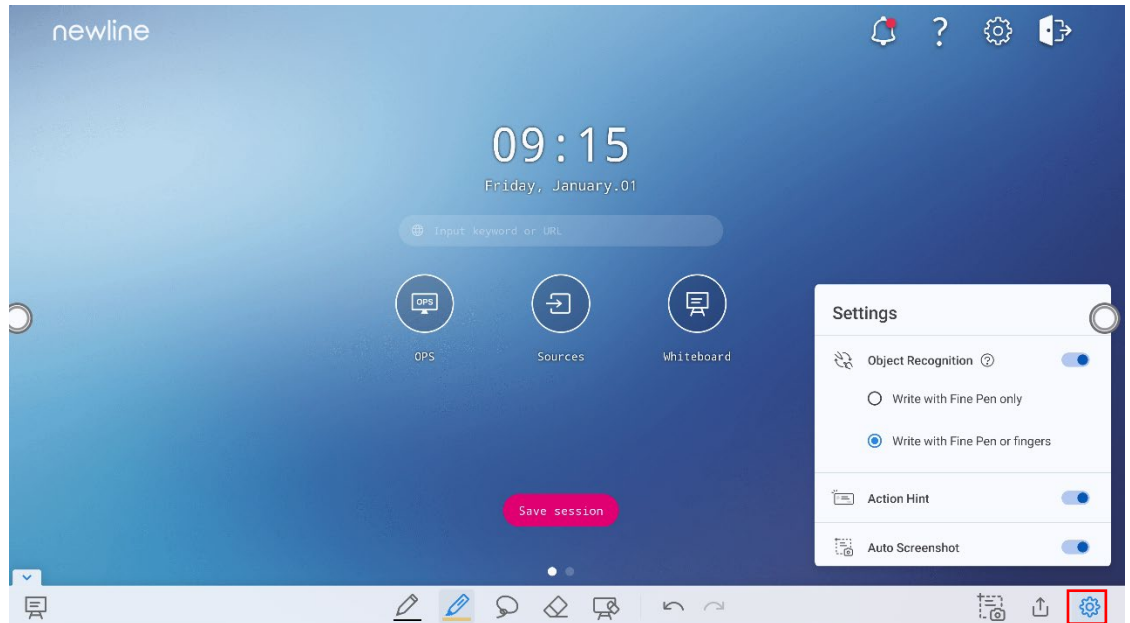 newline
?
09:15
Friday, January.01
Input keyword or URL
OPS
OPS
Sources
Whiteboard
Save session
Settings
Object Recognition ?
Write with Fine Pen only
Write with Fine Pen or fingers
Action Hint
Auto Screenshot